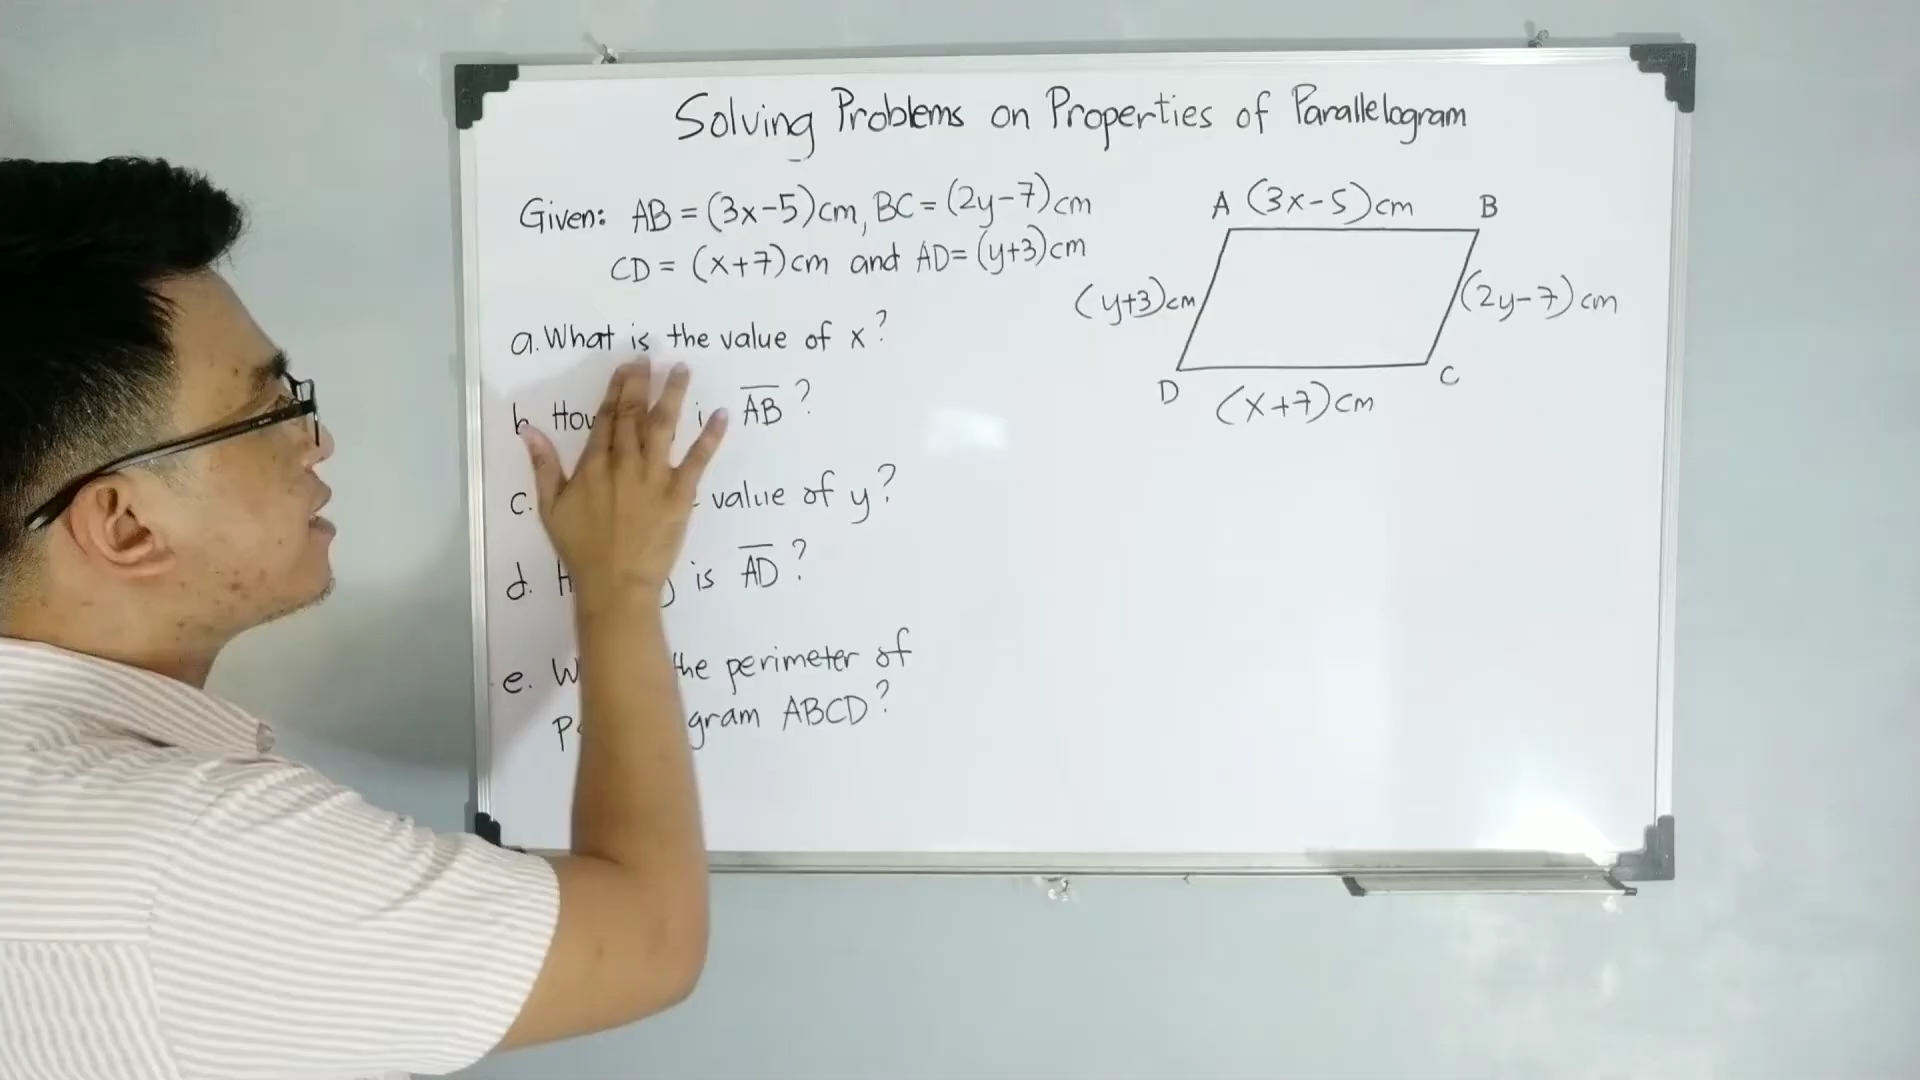 Solving Problems on Properties of Parallelogram
Given: AB = (3x-5)cm, BC = (2y-7)cm
CD = (x+7)cm and AD = (y+3)cm
a. What is the value of x?
b. is AB?
c. value of y?
d. is AD?
e. the perimeter of
ABCD?
A (3x-5)cm B
(y+3)cm (2y-7)cm
D (x+7)cm C